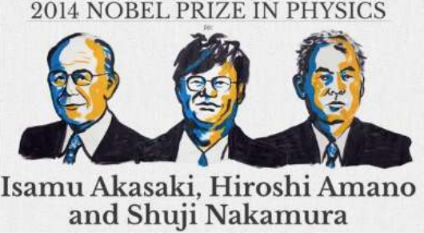 2014 NOBEL PRIZE IN PHYSICS
Isamu Akasaki, Hiroshi Amano
and Shuji Nakamura